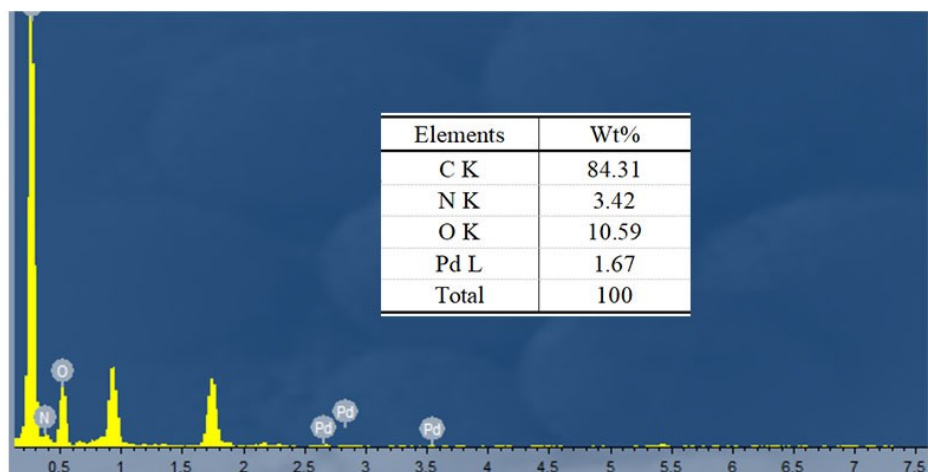 Elements Wt%
C K 84.31
N K 3.42
O K 10.59
Pd L 1.67
Total 100
O
N
Pd
Pd
Pd
0.5 1 1.5 2 2.5 3 3.5 4 4.5 5 5.5 6 6.5 7 7.5